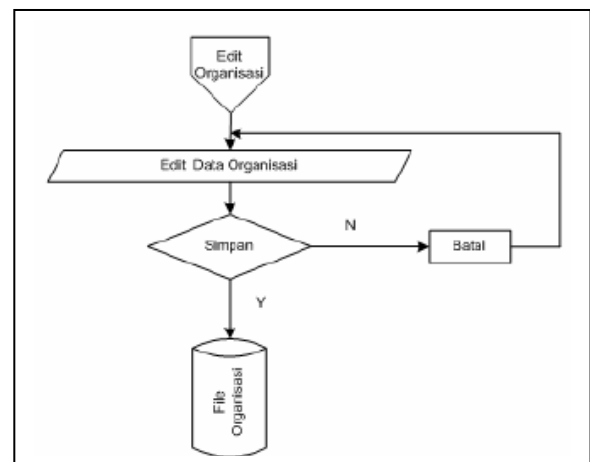 Edit
Organisasi
Edit Data Organisasi
Simpan
N
Batal
Y
File
Organisasi